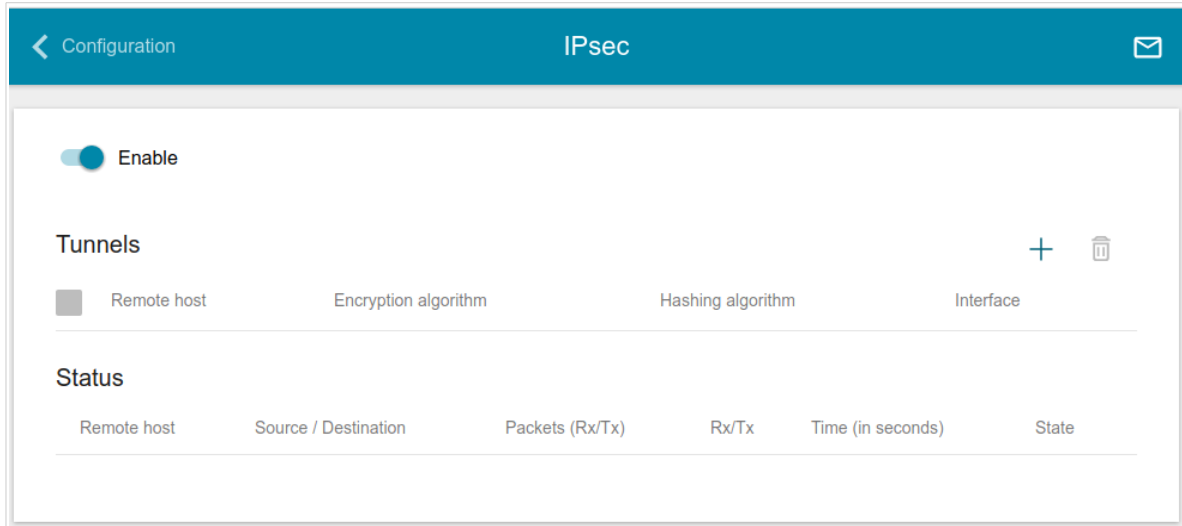 Configuration IPsec
Enable
Tunnels
Remote host Encryption algorithm Hashing algorithm Interface
Status
Remote host Source / Destination Packets (Rx/Tx) Rx/Tx Time (in seconds) State